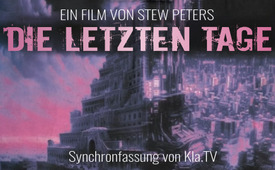 EIN FILM VON STEW PETERS
DIE LETZTEN TAGE
Synchronfassung von Kla.TV